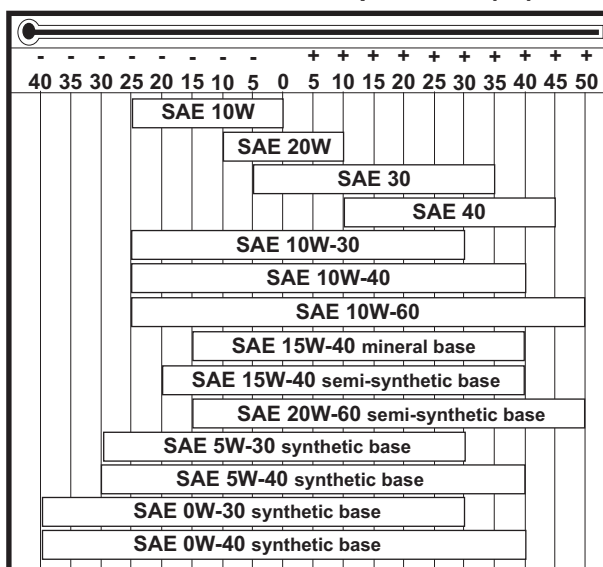 - - - - - - - - + + + + + + + + + +
40 35 30 25 20 15 10 5 0 5 10 15 20 25 30 35 40 45 50
SAE 10W
SAE 20W
SAE 30
SAE 40
SAE 10W-30
SAE 10W-40
SAE 10W-60
SAE 15W-40 mineral base
SAE 15W-40 semi-synthetic base
SAE 20W-60 semi-synthetic base
SAE 5W-30 synthetic base
SAE 5W-40 synthetic base
SAE 0W-30 synthetic base
SAE 0W-40 synthetic base